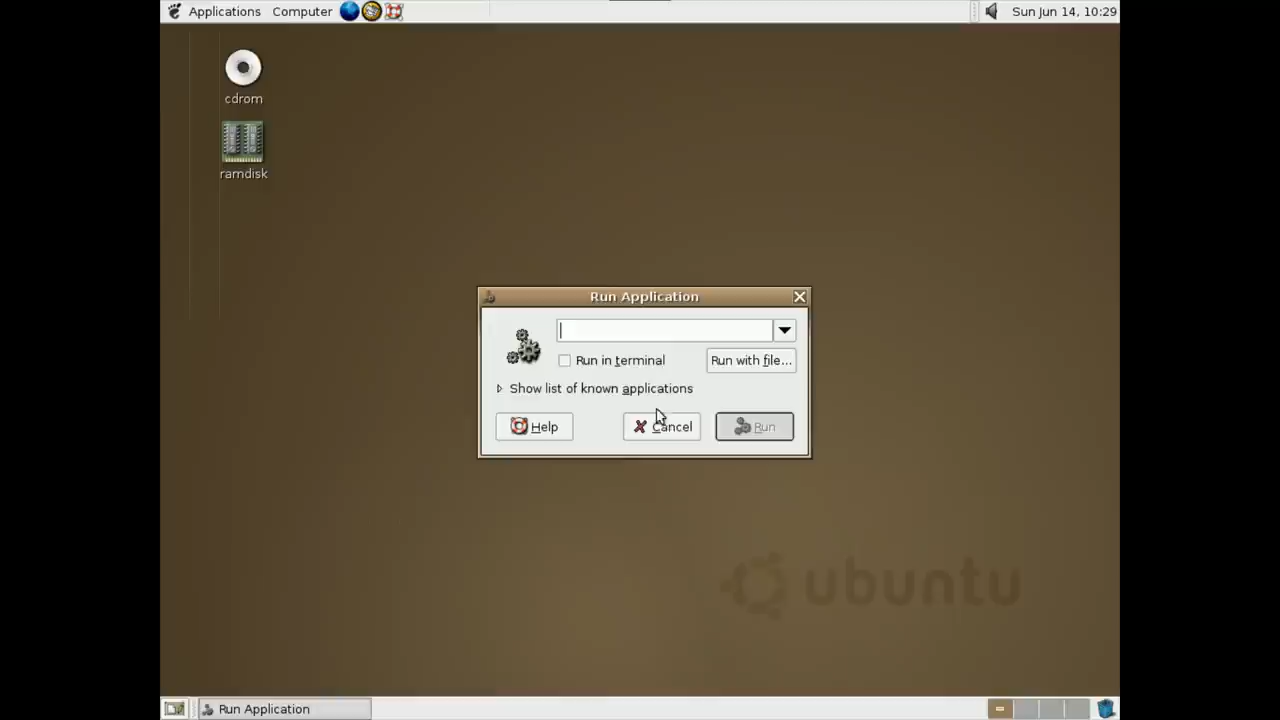 Applications Computer Sun Jun 14, 10:29
cdrom
ramdisk
Run Application
Run in terminal Run with file...
Show list of known applications
Help Cancel Run
ubuntu
Run Application